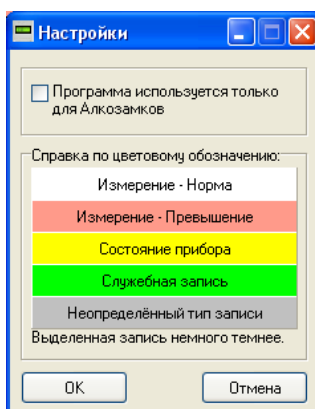 Настройки
Программа используется только
для Алкозамков
Справка по цветовому обозначению:
Измерение - Норма
Измерение - Превышение
Состояние прибора
Служебная запись
Неопределённый тип записи
Выделенная запись немного темнее.
OK
Отмена